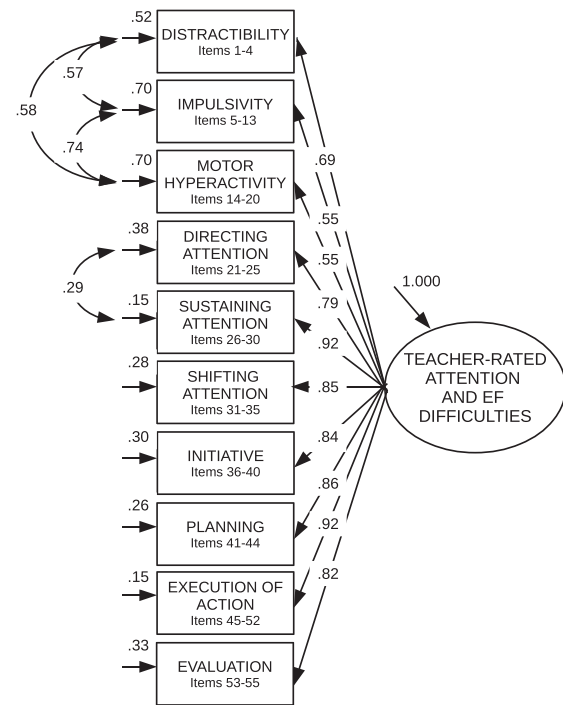 .52
DISTRACTIBILITY
Items 1-4
.57
.70
IMPULSIVITY
Items 5-13
.58
.74
.70
MOTOR
HYPERACTIVITY
Items 14-20
.69
.55
.38
DIRECTING
ATTENTION
Items 21-25
.55
.29
.15
SUSTAINING
ATTENTION
Items 26-30
.79
.92
1.000
.28
SHIFTING
ATTENTION
Items 31-35
.85
TEACHER-RATED
ATTENTION
AND EF
DIFFICULTIES
.30
INITIATIVE
Items 36-40
.84
.26
PLANNING
Items 41-44
.86
.92
.15
EXECUTION OF
ACTION
Items 45-52
.82
.33
EVALUATION
Items 53-55